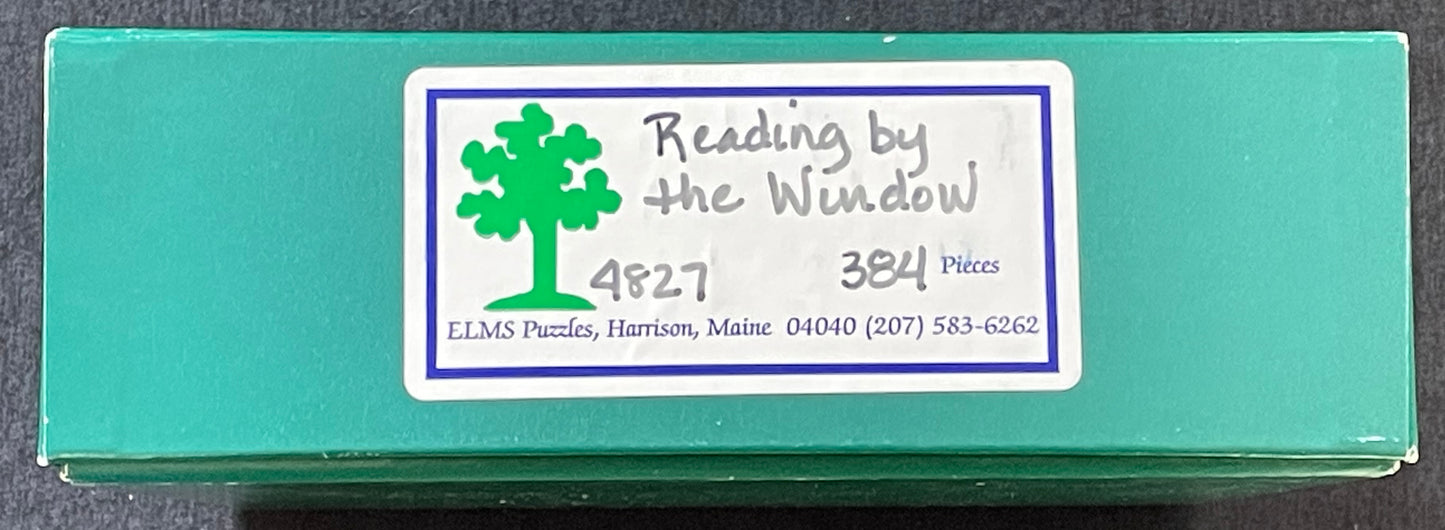 Reading by
the Window
4827 384 Pieces
ELMS Puzzles, Harrison, Maine 04040 (207) 583-6262